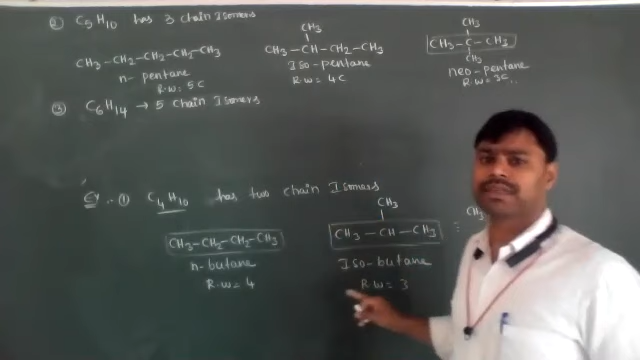 ② C5H10 has 3 chain Isomers
CH3-CH2-CH2-CH2-CH3
n- pentane
R.W= 5C
CH3
CH3-CH-CH2-CH3
Iso-pentane
R.W= 4C
CH3
CH3-C-CH3
CH3
neo-pentane
R.W= 3C
③ C6H14 → 5 chain Isomers
Ex :- ① C4H10 has two chain Isomers
CH3-CH2-CH2-CH3
n-butane
R.W= 4
CH3
CH3 - CH - CH3
Iso-butane
R.W= 3
CH3